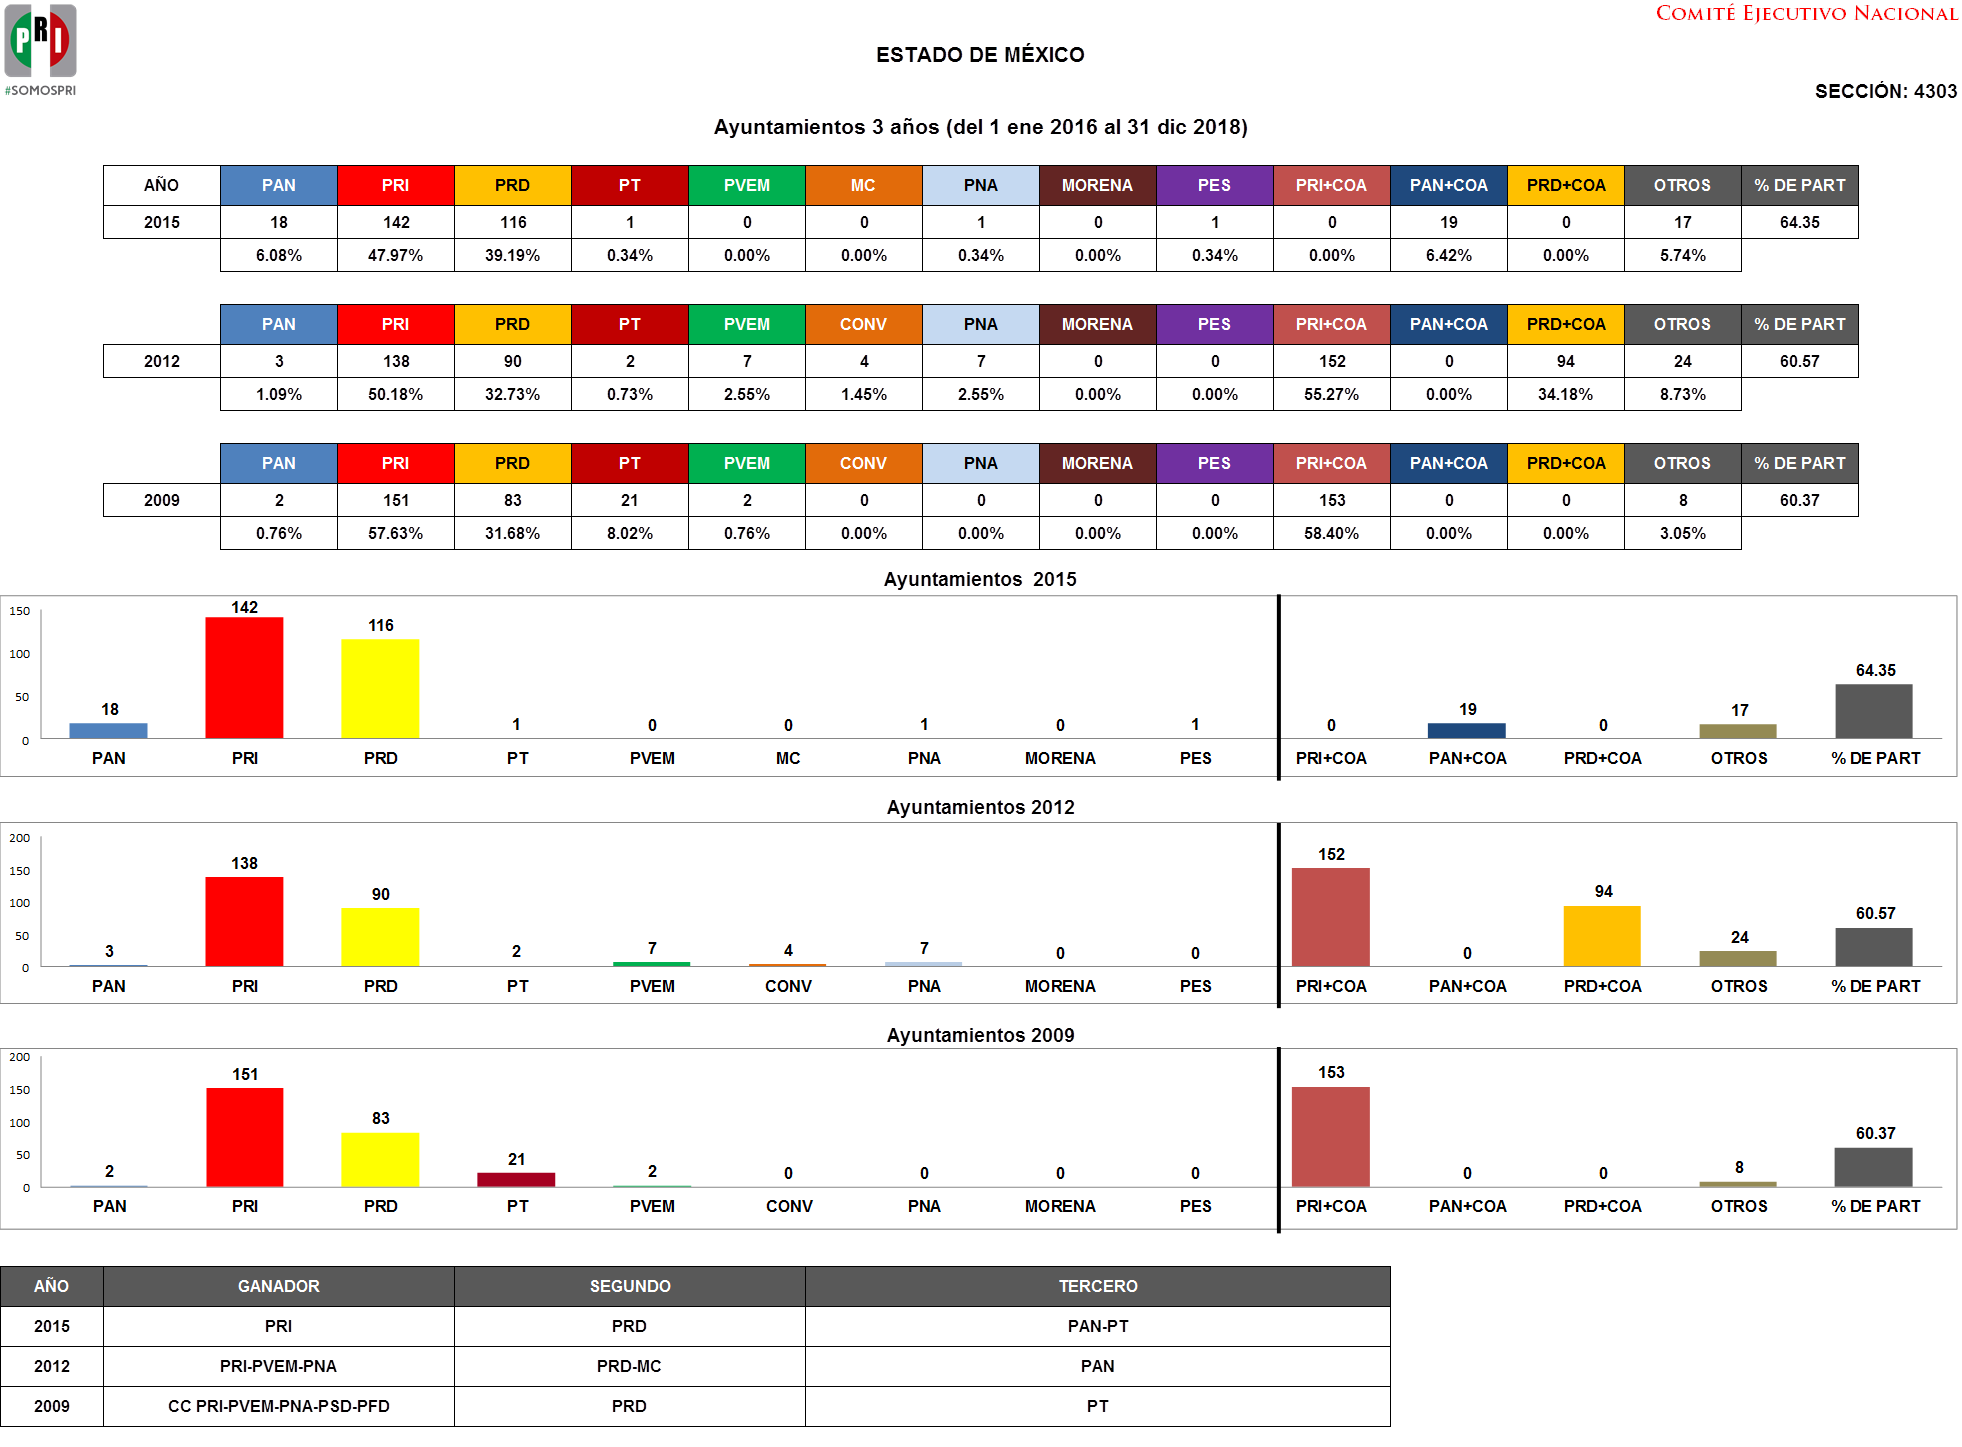 PRI
#SOMOSPRI
COMITÉ EJECUTIVO NACIONAL
ESTADO DE MÉXICO
SECCIÓN: 4303
Ayuntamientos 3 años (del 1 ene 2016 al 31 dic 2018)
AÑO PAN PRI PRD PT PVEM MC PNA MORENA PES PRI+COA PAN+COA PRD+COA OTROS % DE PART
2015 18 142 116 1 0 0 1 0 1 0 19 0 17 64.35
6.08% 47.97% 39.19% 0.34% 0.00% 0.00% 0.34% 0.00% 0.34% 0.00% 6.42% 0.00% 5.74%
PAN PRI PRD PT PVEM CONV PNA MORENA PES PRI+COA PAN+COA PRD+COA OTROS % DE PART
2012 3 138 90 2 7 4 7 0 0 152 0 94 24 60.57
1.09% 50.18% 32.73% 0.73% 2.55% 1.45% 2.55% 0.00% 0.00% 55.27% 0.00% 34.18% 8.73%
PAN PRI PRD PT PVEM CONV PNA MORENA PES PRI+COA PAN+COA PRD+COA OTROS % DE PART
2009 2 151 83 21 2 0 0 0 0 153 0 0 8 60.37
0.76% 57.63% 31.68% 8.02% 0.76% 0.00% 0.00% 0.00% 0.00% 58.40% 0.00% 0.00% 3.05%
Ayuntamientos 2015
150
100
50
0
18 142 116 1 0 0 1 0 1 0 19 0 17 64.35
PAN PRI PRD PT PVEM MC PNA MORENA PES PRI+COA PAN+COA PRD+COA OTROS % DE PART
Ayuntamientos 2012
200
150
100
50
0
3 138 90 2 7 4 7 0 0 152 0 94 24 60.57
PAN PRI PRD PT PVEM CONV PNA MORENA PES PRI+COA PAN+COA PRD+COA OTROS % DE PART
Ayuntamientos 2009
200
150
100
50
0
2 151 83 21 2 0 0 0 0 153 0 0 8 60.37
PAN PRI PRD PT PVEM CONV PNA MORENA PES PRI+COA PAN+COA PRD+COA OTROS % DE PART
AÑO GANADOR SEGUNDO TERCERO
2015 PRI PRD PAN-PT
2012 PRI-PVEM-PNA PRD-MC PAN
2009 CC PRI-PVEM-PNA-PSD-PFD PRD PT